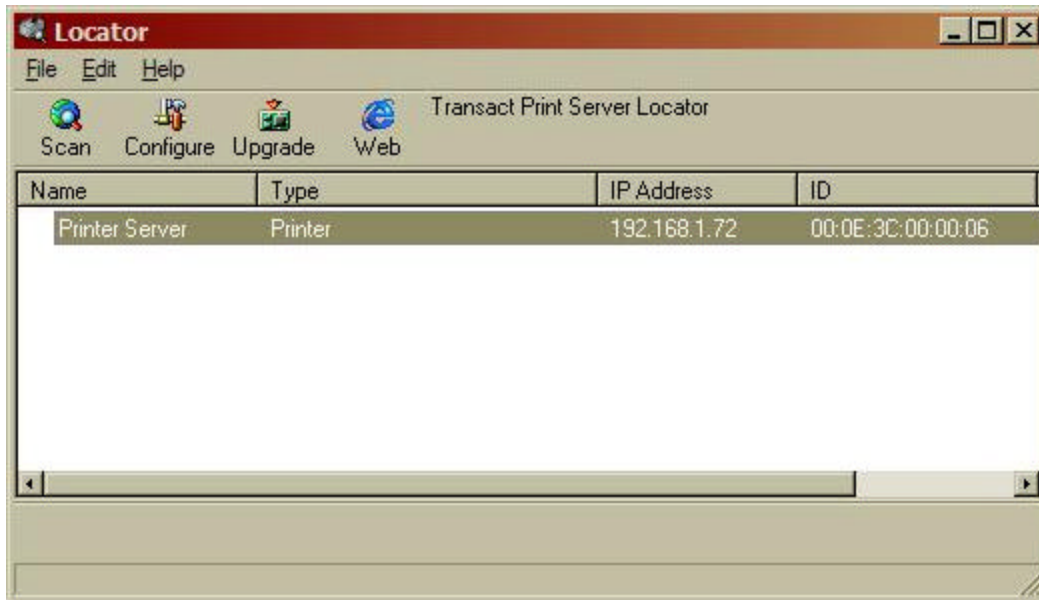 Locator
File Edit Help
Transact Print Server Locator
Scan Configure Upgrade Web
Name Type IP Address ID
Printer Server Printer 192.168.1.72 00:0E:3C:00:00:06